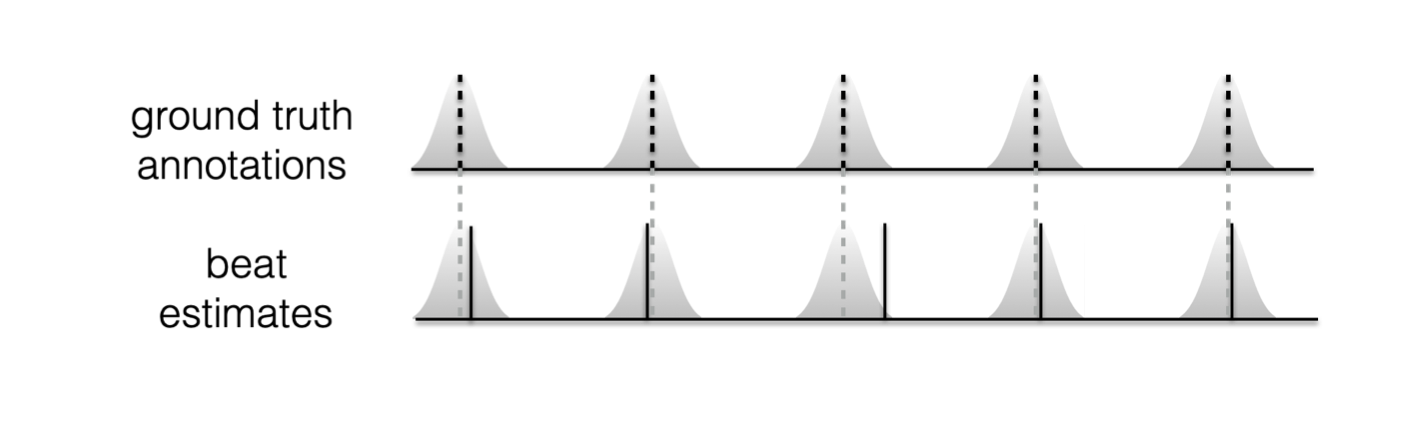 ground truth
annotations
beat
estimates